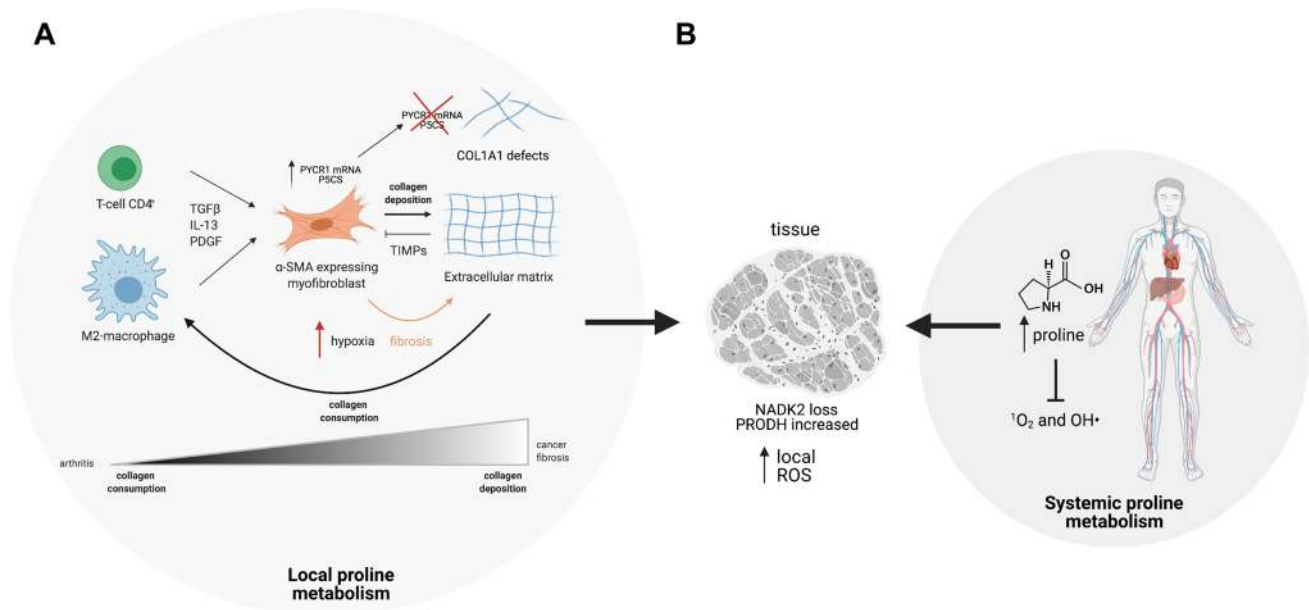 A
B
PYCR1 mRNA
P5CS
COL1A1 defects
PYCR1 mRNA
P5CS
T-cell CD4⁺
TGFβ
IL-13
PDGF
collagen
deposition
TIMPs
α-SMA expressing
myofibroblast
Extracellular matrix
M2-macrophage
hypoxia
fibrosis
collagen
consumption
arthritis
cancer
fibrosis
collagen
consumption
collagen
deposition
Local proline
metabolism
tissue
NADK2 loss
PRODH increased
local
ROS
H
O
OH
NH
proline
¹O₂ and OH•
Systemic proline
metabolism